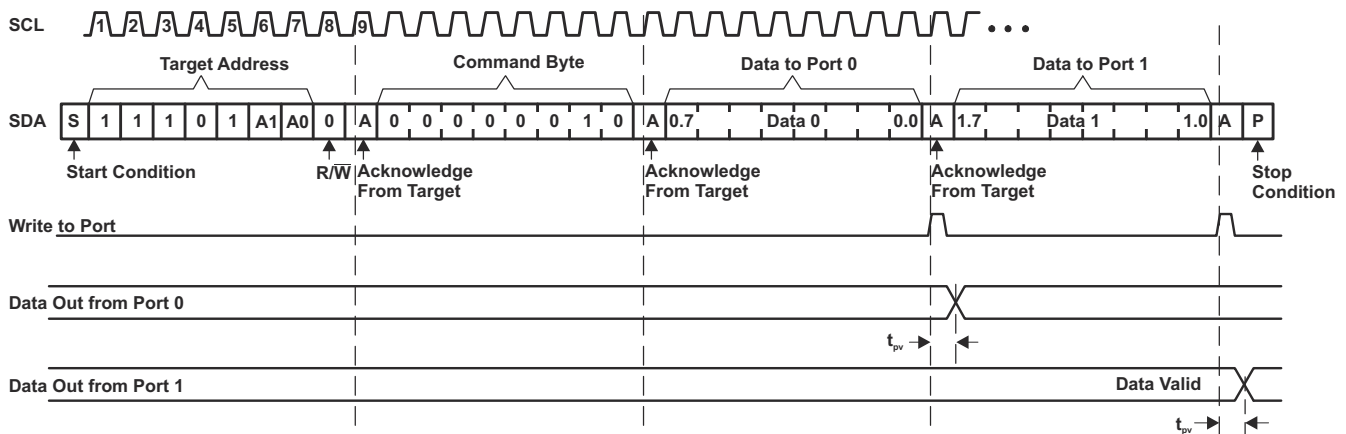 SCL 1 2 3 4 5 6 7 8 9 • • •
Target Address Command Byte Data to Port 0 Data to Port 1
SDA S 1 1 1 0 1 A1 A0 0 A 0 0 0 0 0 0 1 0 A 0.7 Data 0 0.0 A 1.7 Data 1 1.0 A P
Start Condition R/W̅ Acknowledge From Target Acknowledge From Target Acknowledge From Target Stop Condition
Write to Port
Data Out from Port 0
tpv
Data Out from Port 1 Data Valid
tpv